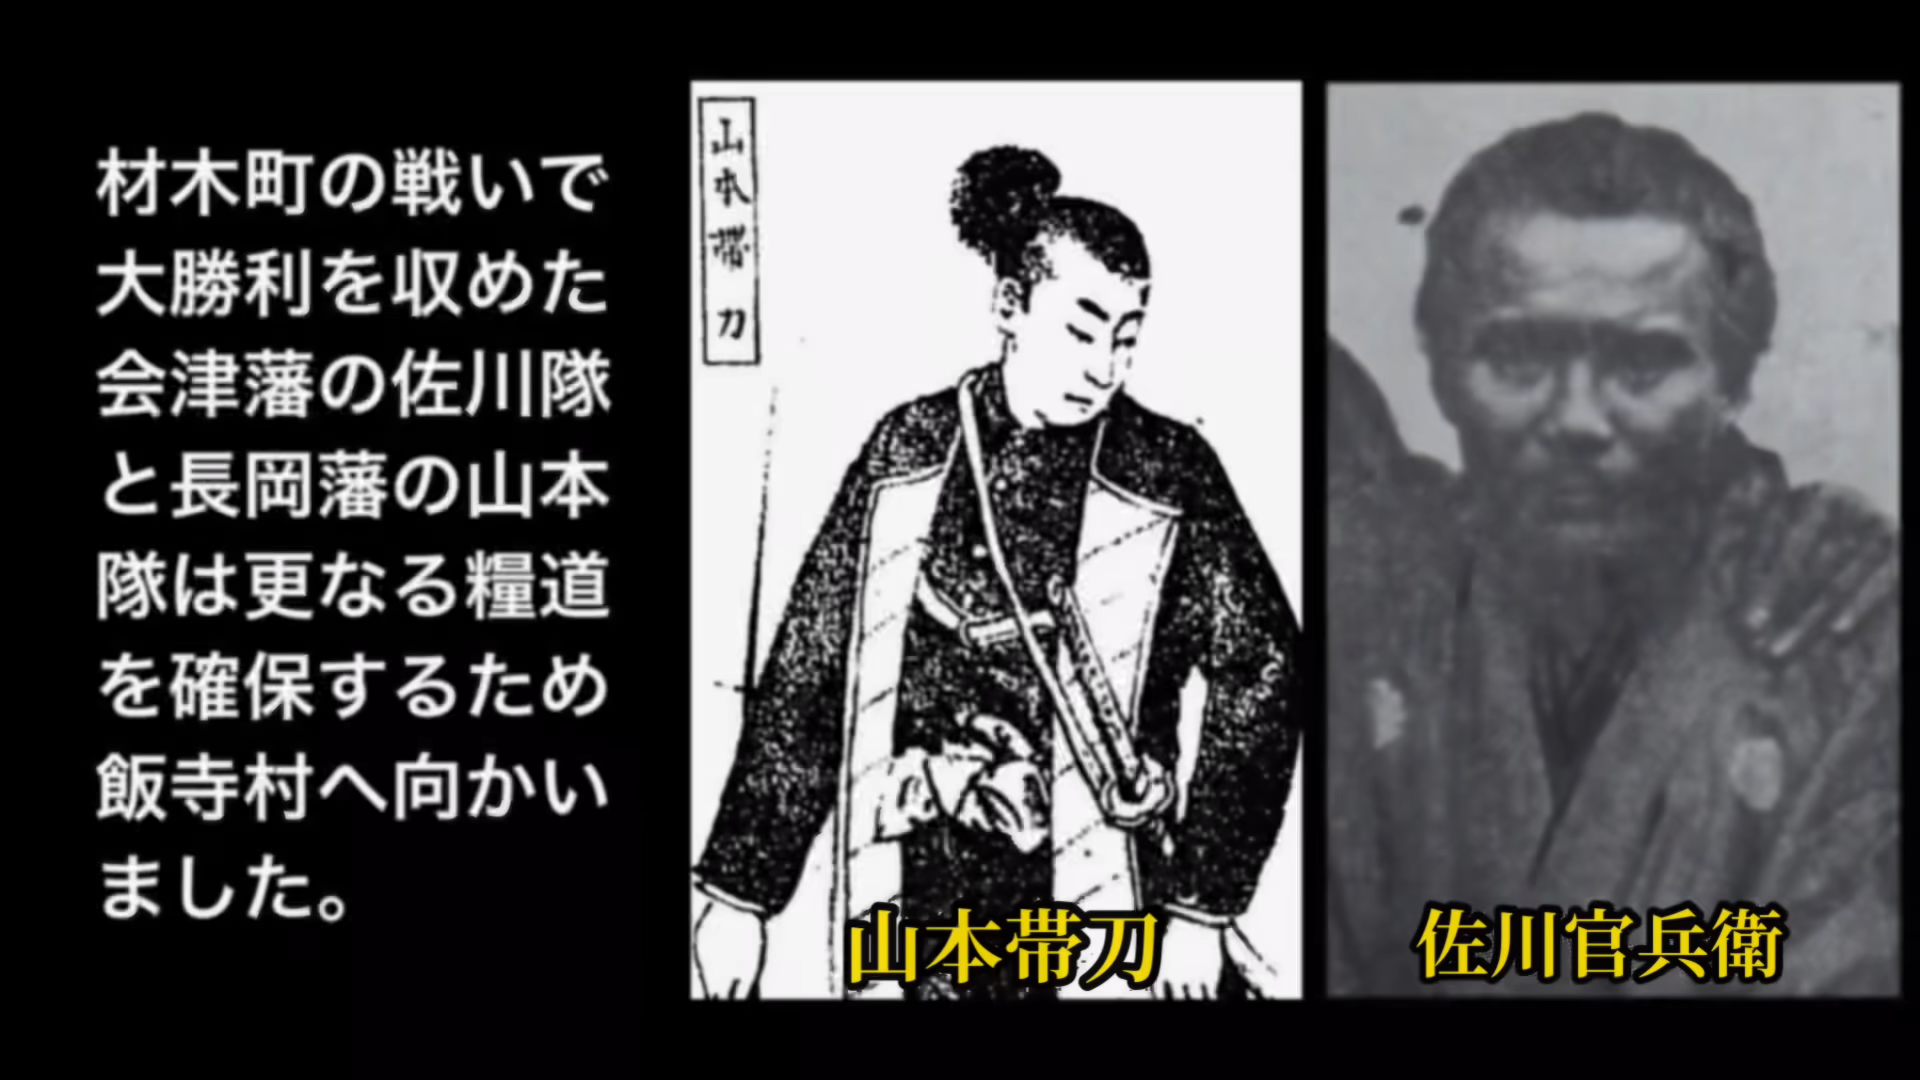 材木町の戦いで
大勝利を収めた
会津藩の佐川隊
と長岡藩の山本
隊は更なる糧道
を確保するため
飯寺村へ向かい
ました。
山本帯刀
山本帯刀
佐川官兵衛